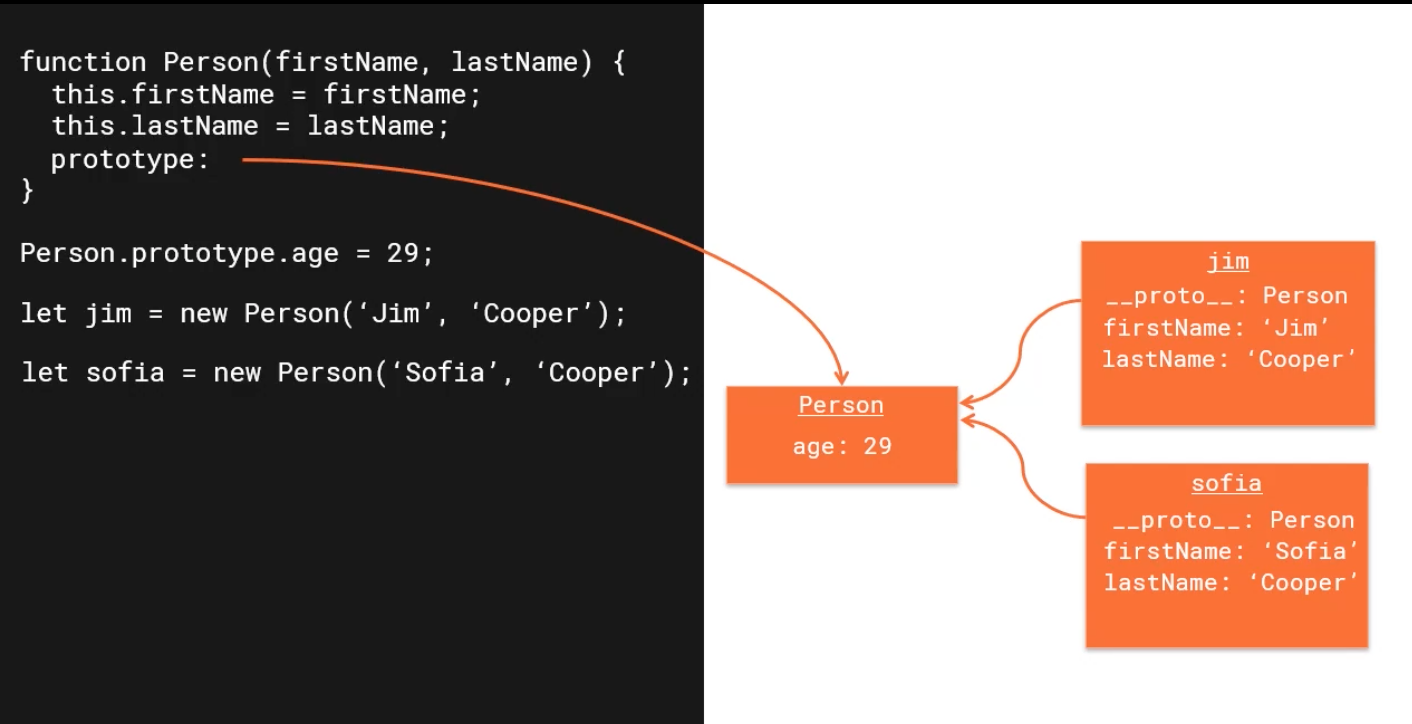 function Person(firstName, lastName) {
  this.firstName = firstName;
  this.lastName = lastName;
  prototype:
}
Person.prototype.age = 29;
let jim = new Person(‘Jim’, ‘Cooper’);
let sofia = new Person(‘Sofia’, ‘Cooper’);
Person
age: 29
jim
__proto__: Person
firstName: ‘Jim’
lastName: ‘Cooper’
sofia
__proto__: Person
firstName: ‘Sofia’
lastName: ‘Cooper’